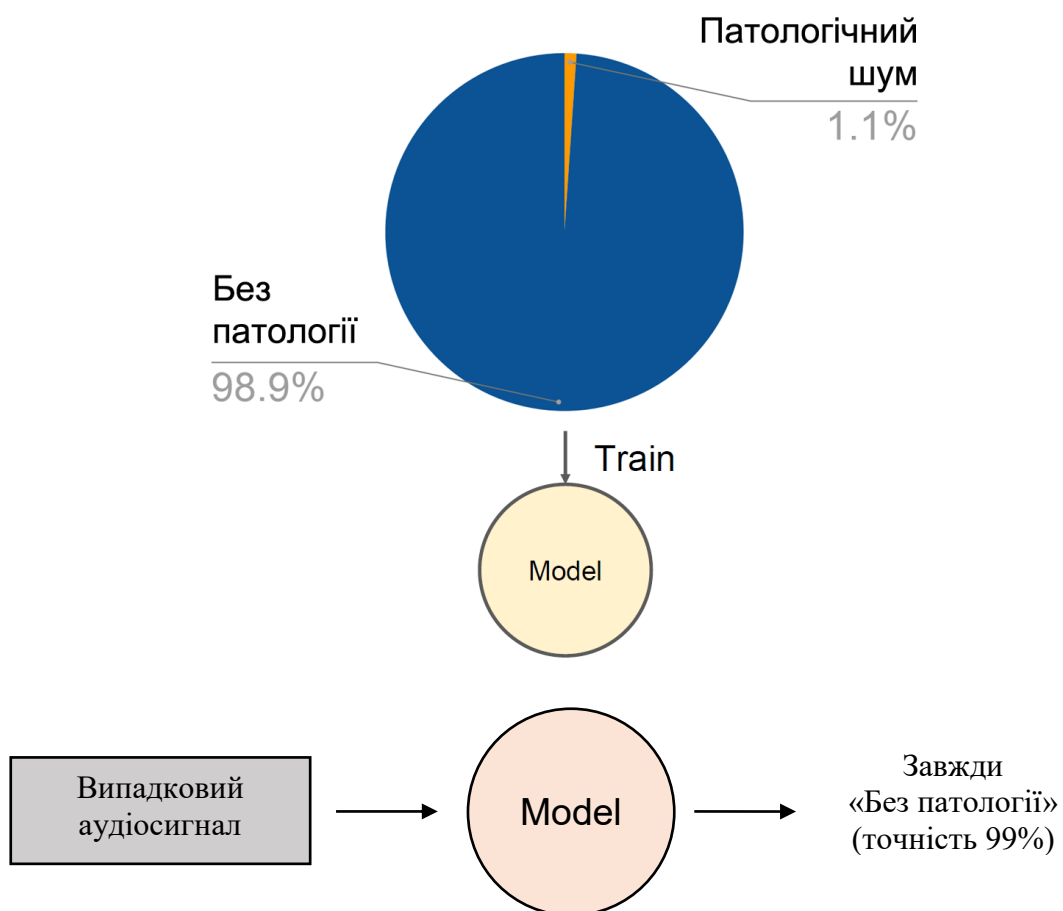 Патологічний
шум
1.1%
Без
патології
98.9%
Train
Model
Випадковий
аудіосигнал
Model
Завжди
«Без патології»
(точність 99%)